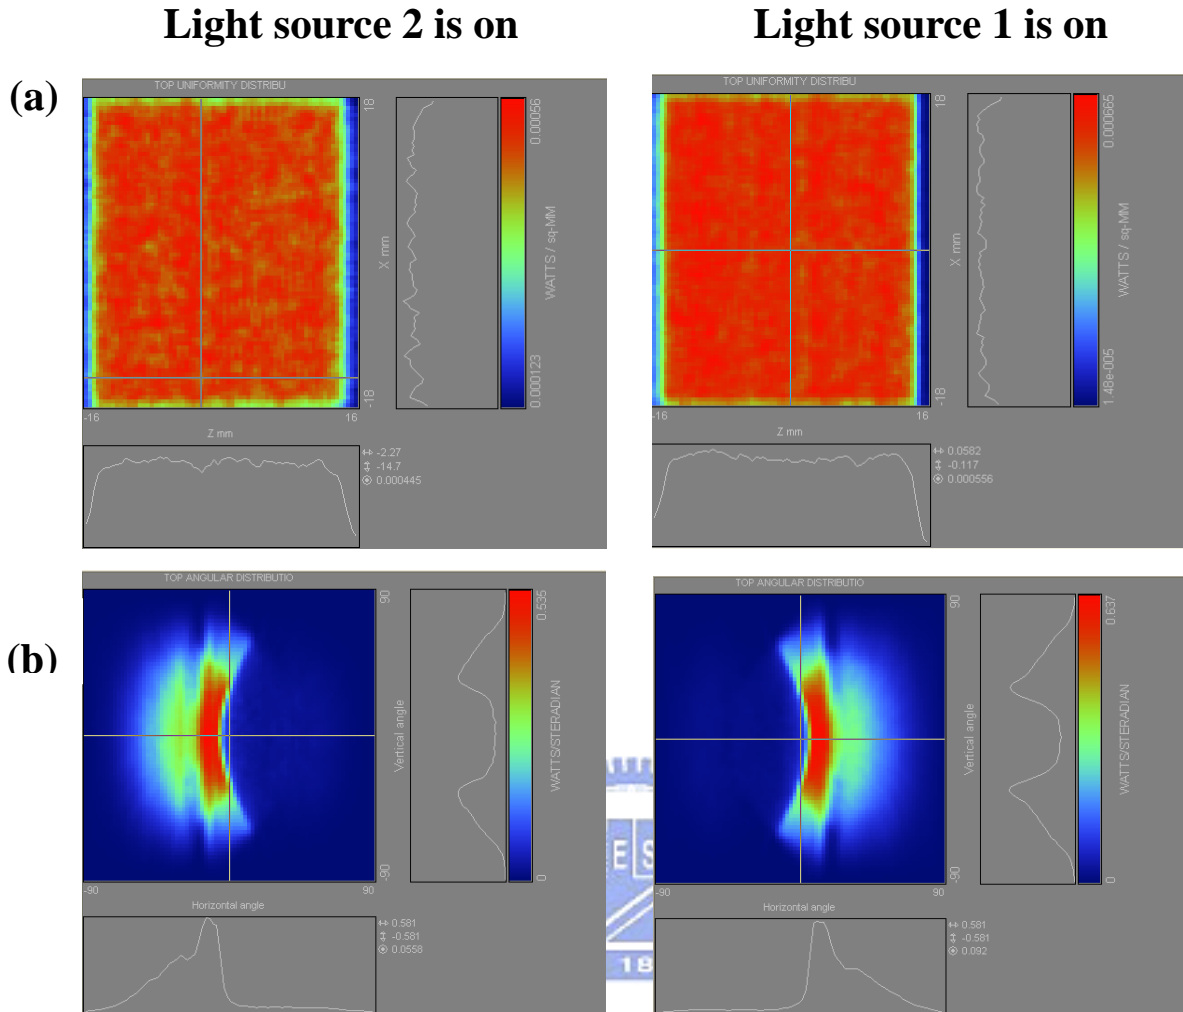 Light source 2 is on
Light source 1 is on
(a)
TOP UNIFORMITY DISTRIBU
18
X mm
-18
-16
16
Z mm
0.00056
WATTS / sq-MM
0.000123
-2.27
-14.7
0.000445
TOP UNIFORMITY DISTRIBU
18
X mm
-18
-16
16
Z mm
0.000665
WATTS / sq-MM
1.48e-005
0.0582
-0.117
0.000556
(b)
TOP ANGULAR DISTRIBUTIO
90
Vertical angle
-90
-90
90
Horizontal angle
0.535
WATTS/STERADIAN
0
0.581
-0.581
0.0558
TOP ANGULAR DISTRIBUTIO
90
Vertical angle
-90
-90
90
Horizontal angle
0.637
WATTS/STERADIAN
0
0.581
-0.581
0.092
ES
18